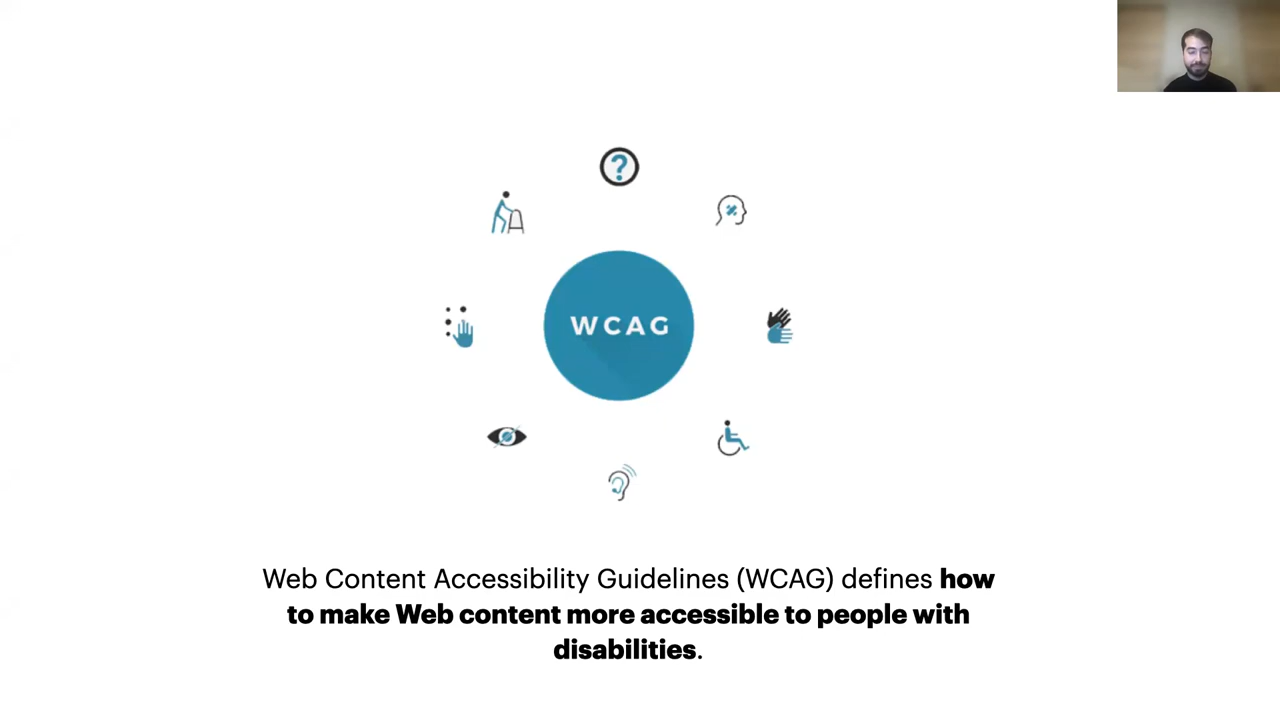 ?
WCAG
Web Content Accessibility Guidelines (WCAG) defines how
to make Web content more accessible to people with
disabilities.